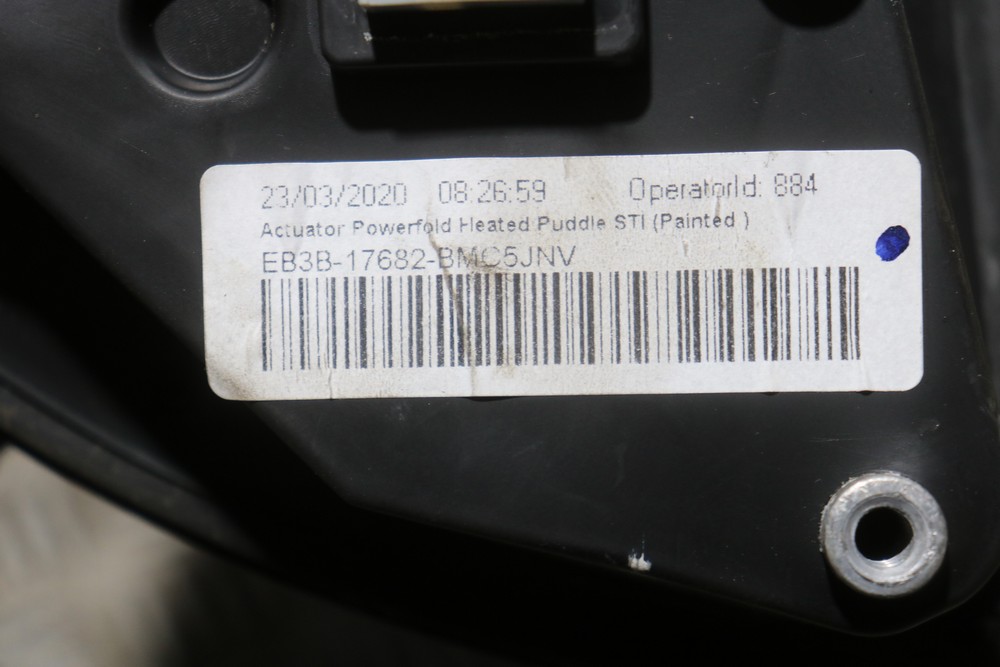 23/03/2020 08:26:59 OperatorId: 884
Actuator Powerfold Heated Puddle STI (Painted )
EB3B-17682-BMC5JNV